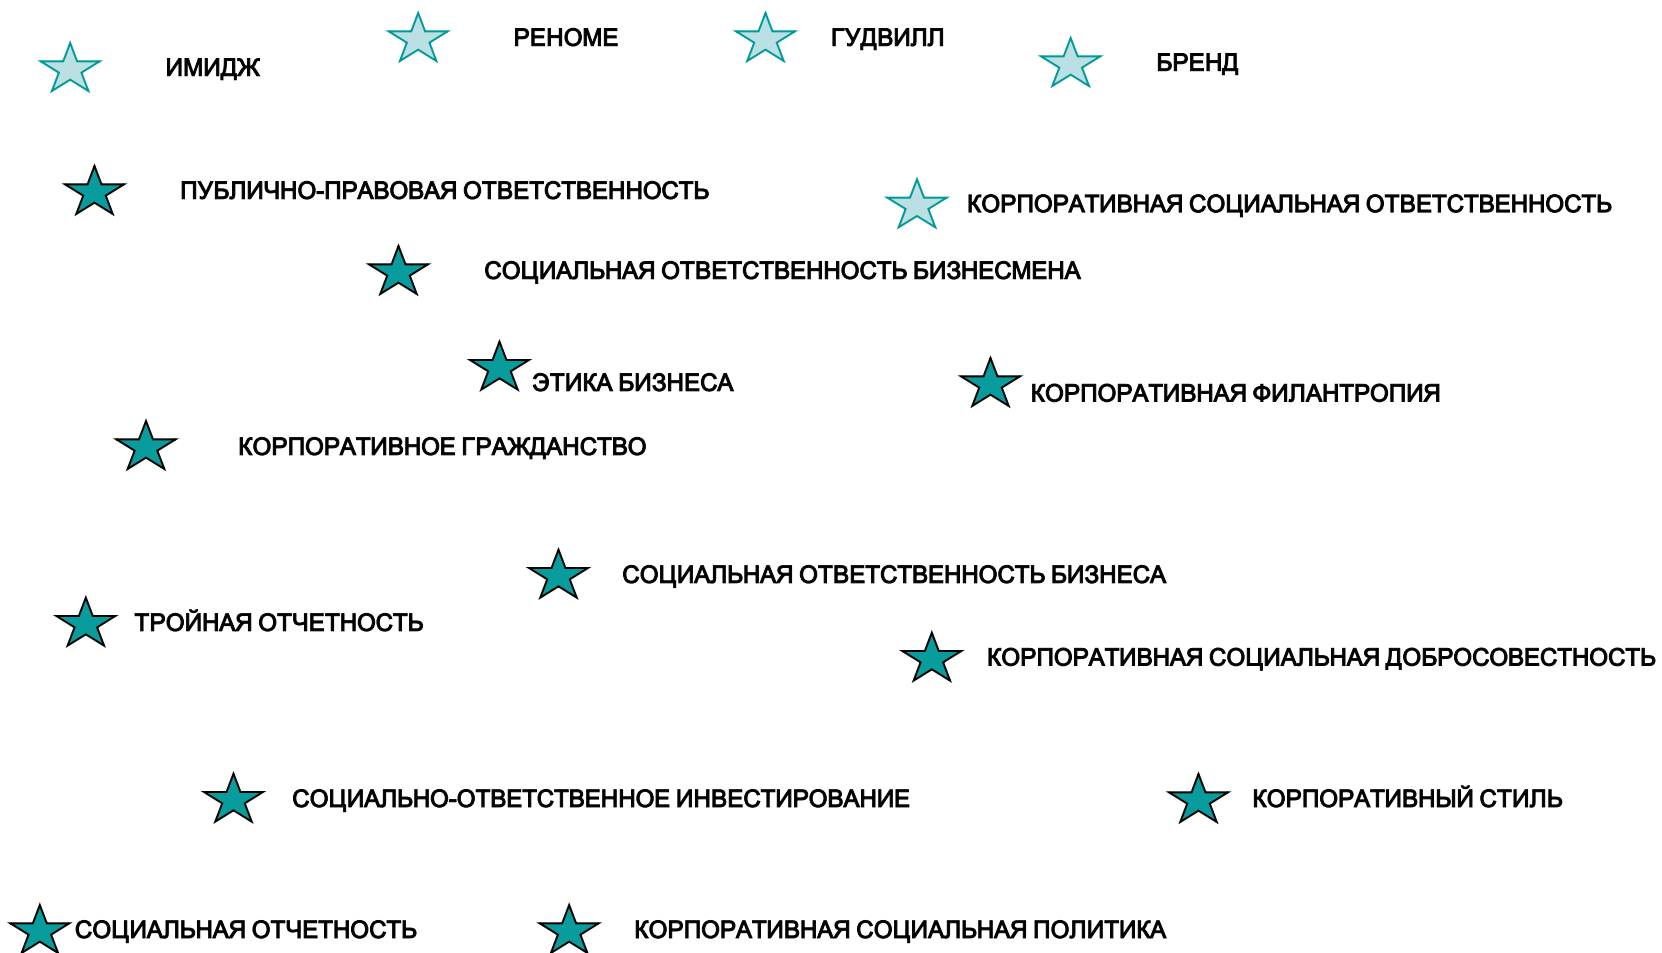 ИМИДЖ
РЕНОМЕ
ГУДВИЛЛ
БРЕНД
ПУБЛИЧНО-ПРАВОВАЯ ОТВЕТСТВЕННОСТЬ
КОРПОРАТИВНАЯ СОЦИАЛЬНАЯ ОТВЕТСТВЕННОСТЬ
СОЦИАЛЬНАЯ ОТВЕТСТВЕННОСТЬ БИЗНЕСМЕНА
ЭТИКА БИЗНЕСА
КОРПОРАТИВНАЯ ФИЛАНТРОПИЯ
КОРПОРАТИВНОЕ ГРАЖДАНСТВО
СОЦИАЛЬНАЯ ОТВЕТСТВЕННОСТЬ БИЗНЕСА
ТРОЙНАЯ ОТЧЕТНОСТЬ
КОРПОРАТИВНАЯ СОЦИАЛЬНАЯ ДОБРОСОВЕСТНОСТЬ
СОЦИАЛЬНО-ОТВЕТСТВЕННОЕ ИНВЕСТИРОВАНИЕ
КОРПОРАТИВНЫЙ СТИЛЬ
СОЦИАЛЬНАЯ ОТЧЕТНОСТЬ
КОРПОРАТИВНАЯ СОЦИАЛЬНАЯ ПОЛИТИКА